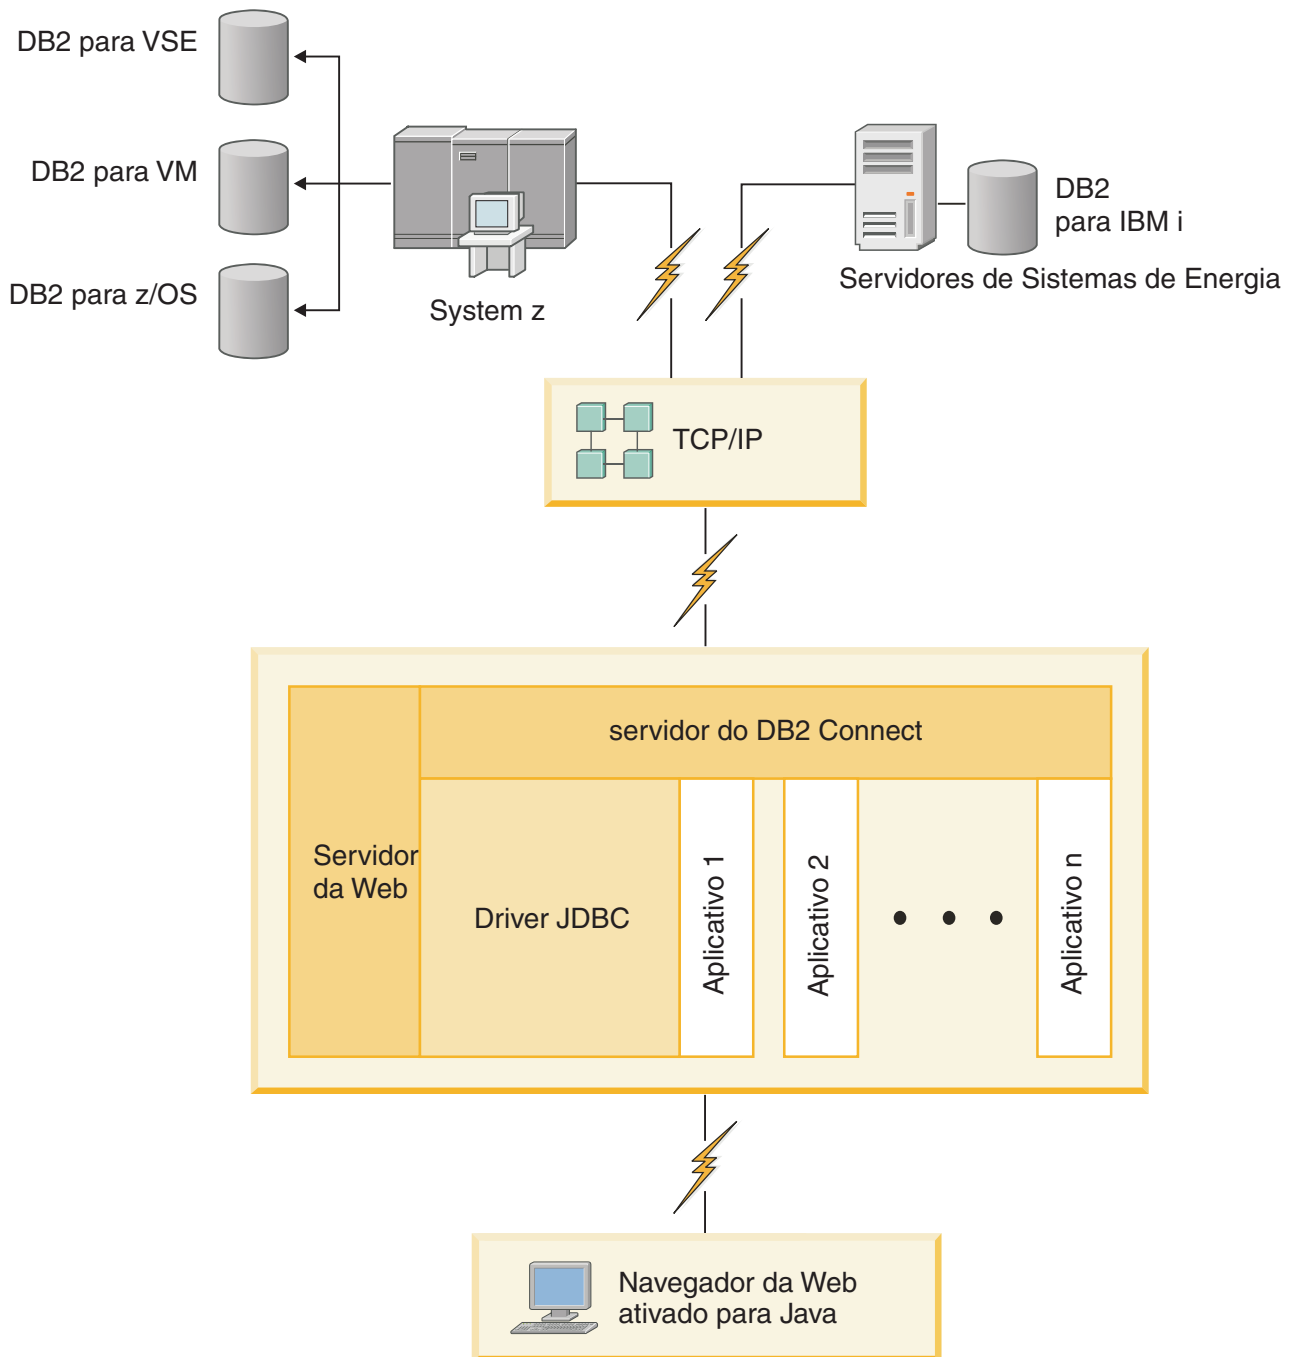 DB2 para VSE
DB2 para VM
DB2 para z/OS
System z
DB2
para IBM i
Servidores de Sistemas de Energia
TCP/IP
servidor do DB2 Connect
Servidor
da Web
Driver JDBC
Aplicativo 1
Aplicativo 2
Aplicativo n
Navegador da Web
ativado para Java